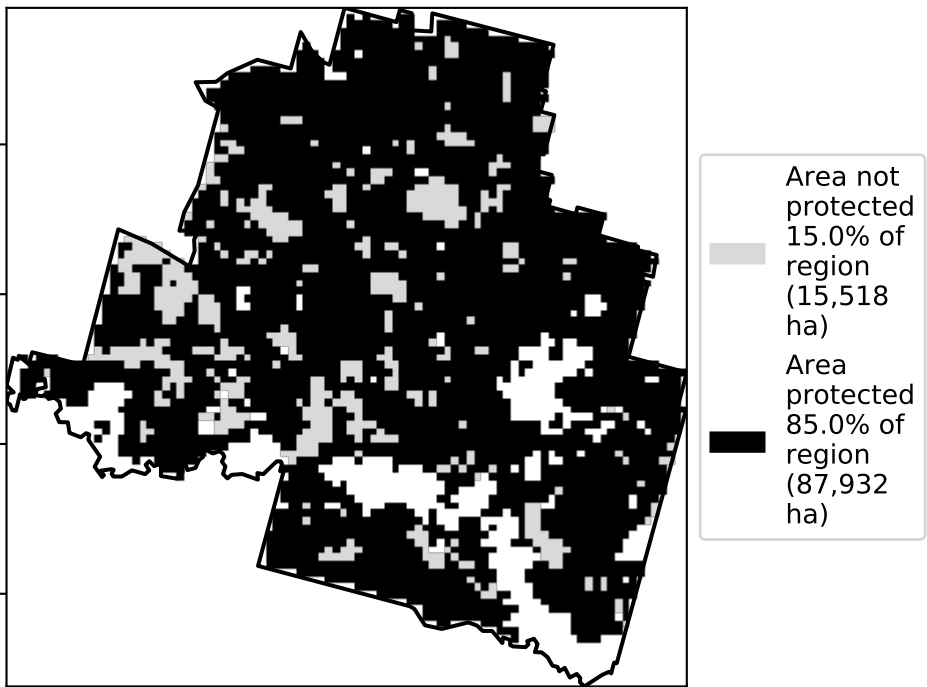 Area not
protected
15.0% of
region
(15,518
ha)
Area
protected
85.0% of
region
(87,932
ha)